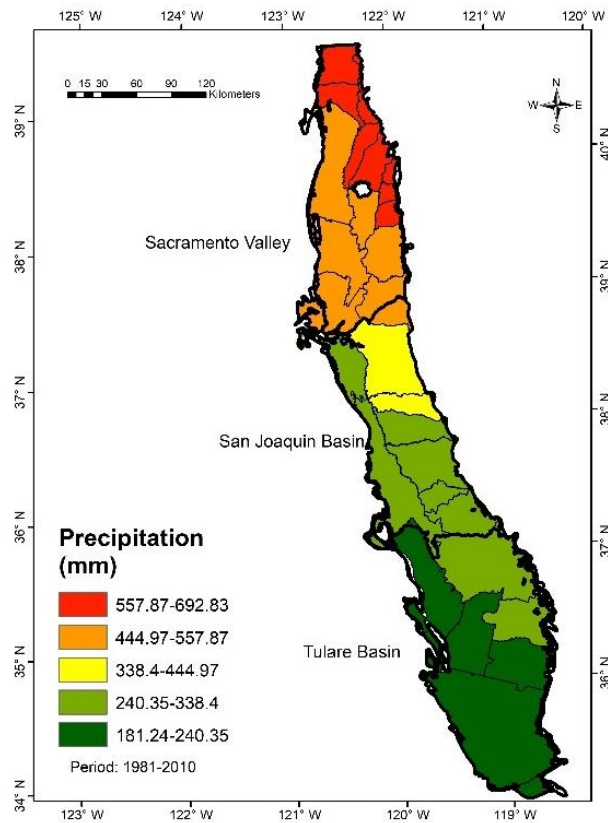 124° W 123° W 122° W 121° W 120° W
0 15 30 60 90 120
Kilometers
N
W E
S
39° N
40° N
Sacramento Valley
38° N
39° N
37° N
38° N
San Joaquin Basin
36° N
37° N
Precipitation
(mm)
557.87-692.83
444.97-557.87
338.4-444.97
240.35-338.4
181.24-240.35
Period: 1981-2010
Tulare Basin
35° N
36° N
34° N
123° W 122° W 121° W 120° W 119° W